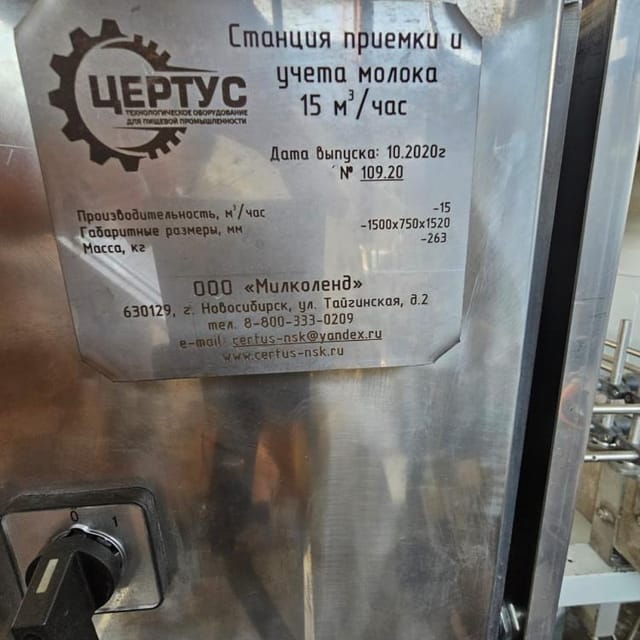 ЦЕРТУС
ТЕХНОЛОГИЧЕСКОЕ ОБОРУДОВАНИЕ
ДЛЯ ПИЩЕВОЙ ПРОМЫШЛЕННОСТИ
Станция приемки и
учета молока
15 м³/час
Дата выпуска: 10.2020г
№ 109.20
Производительность, м³/час -15
Габаритные размеры, мм -1500х750х1520
Масса, кг -263
ООО «Милколенд»
630129, г. Новосибирск, ул. Тайгинская, д.2
тел. 8-800-333-0209
e-mail: certus-nsk@yandex.ru
www.certus-nsk.ru
0 1